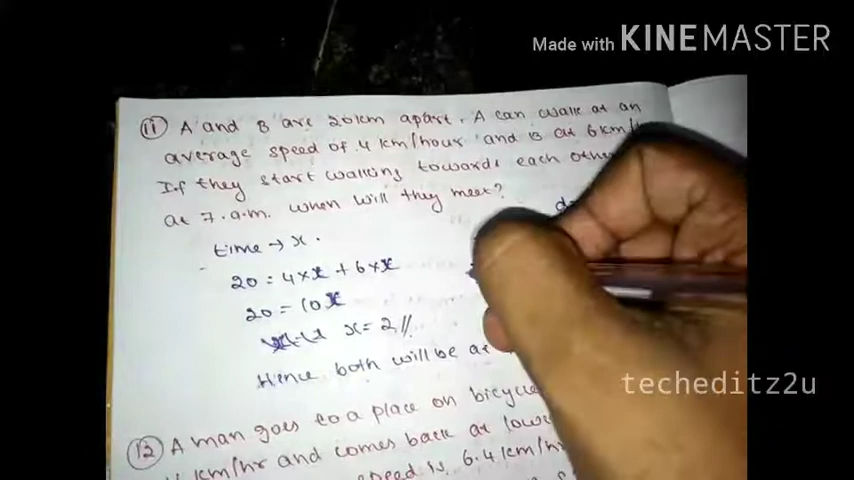 Made with KINEMASTER
11 A and B are 20km apart. A can walk at an
average speed of 4 km/hour and B at 6km/
If they start walking towards each other
at 7.a.m. when will they meet?
time → x.
20 = 4×x + 6×x
20 = 10x
x = 2//
Hence both will be at
techeditz2u
12 A man goes to a place on bicycle
km/hr and comes back at lower
speed is 6.4km/hr